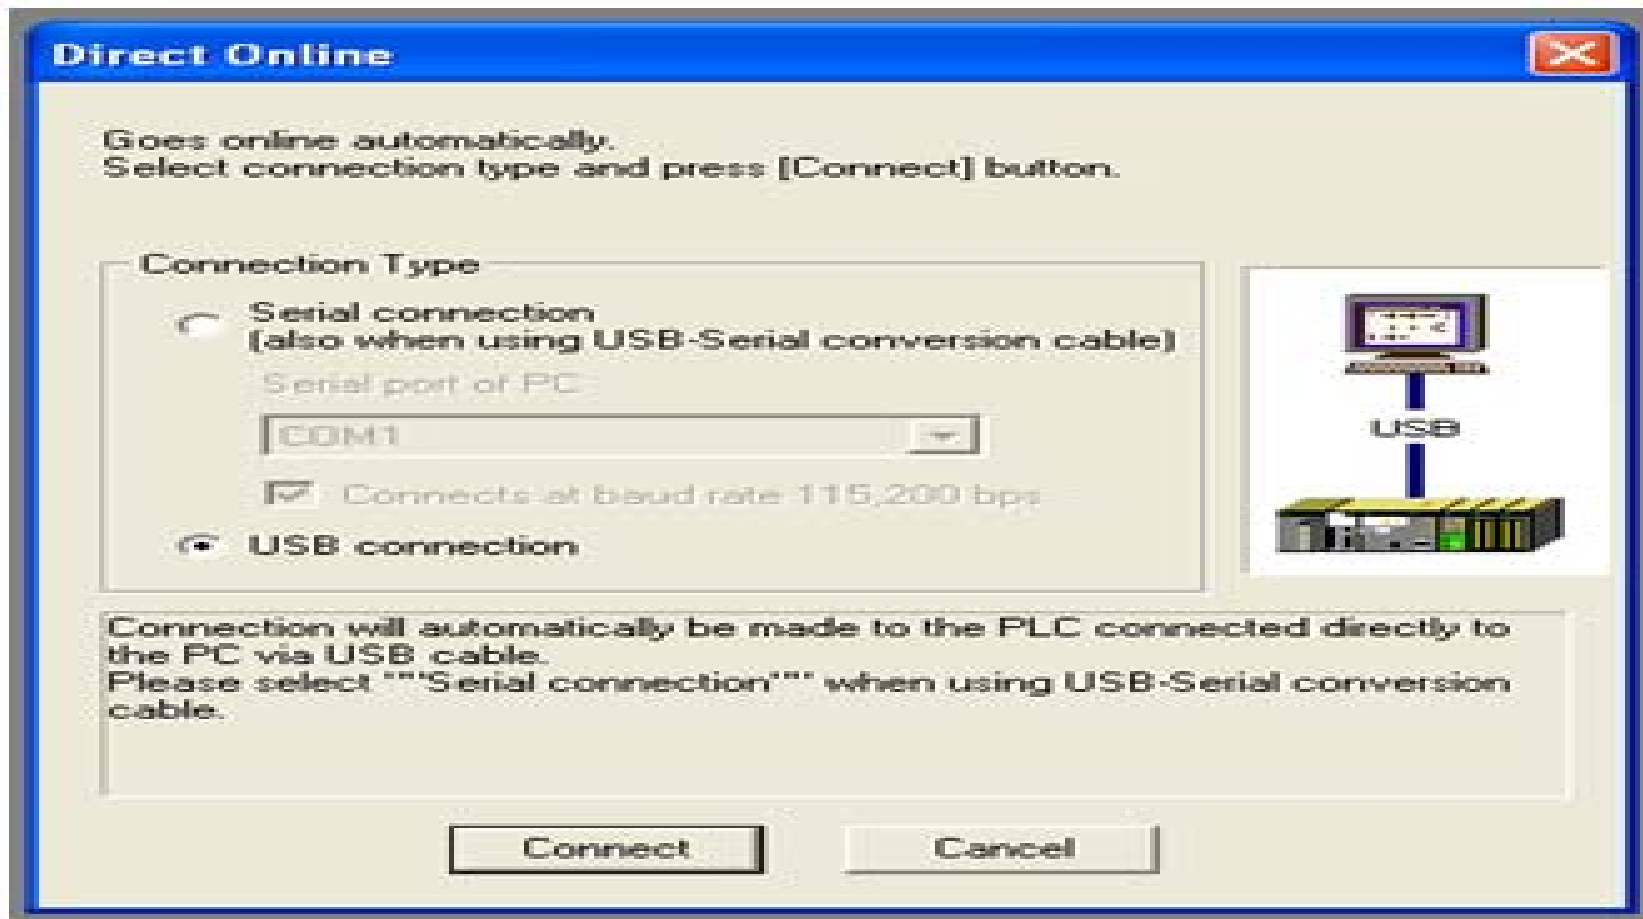 Direct Online
Goes online automatically.
Select connection type and press [Connect] button.
Connection Type
Serial connection
(also when using USB-Serial conversion cable)
Serial port of PC
COM1
Connects at baud rate 115,200 bps
USB connection
USB
Connection will automatically be made to the PLC connected directly to
the PC via USB cable.
Please select """Serial connection""" when using USB-Serial conversion
cable.
Connect
Cancel